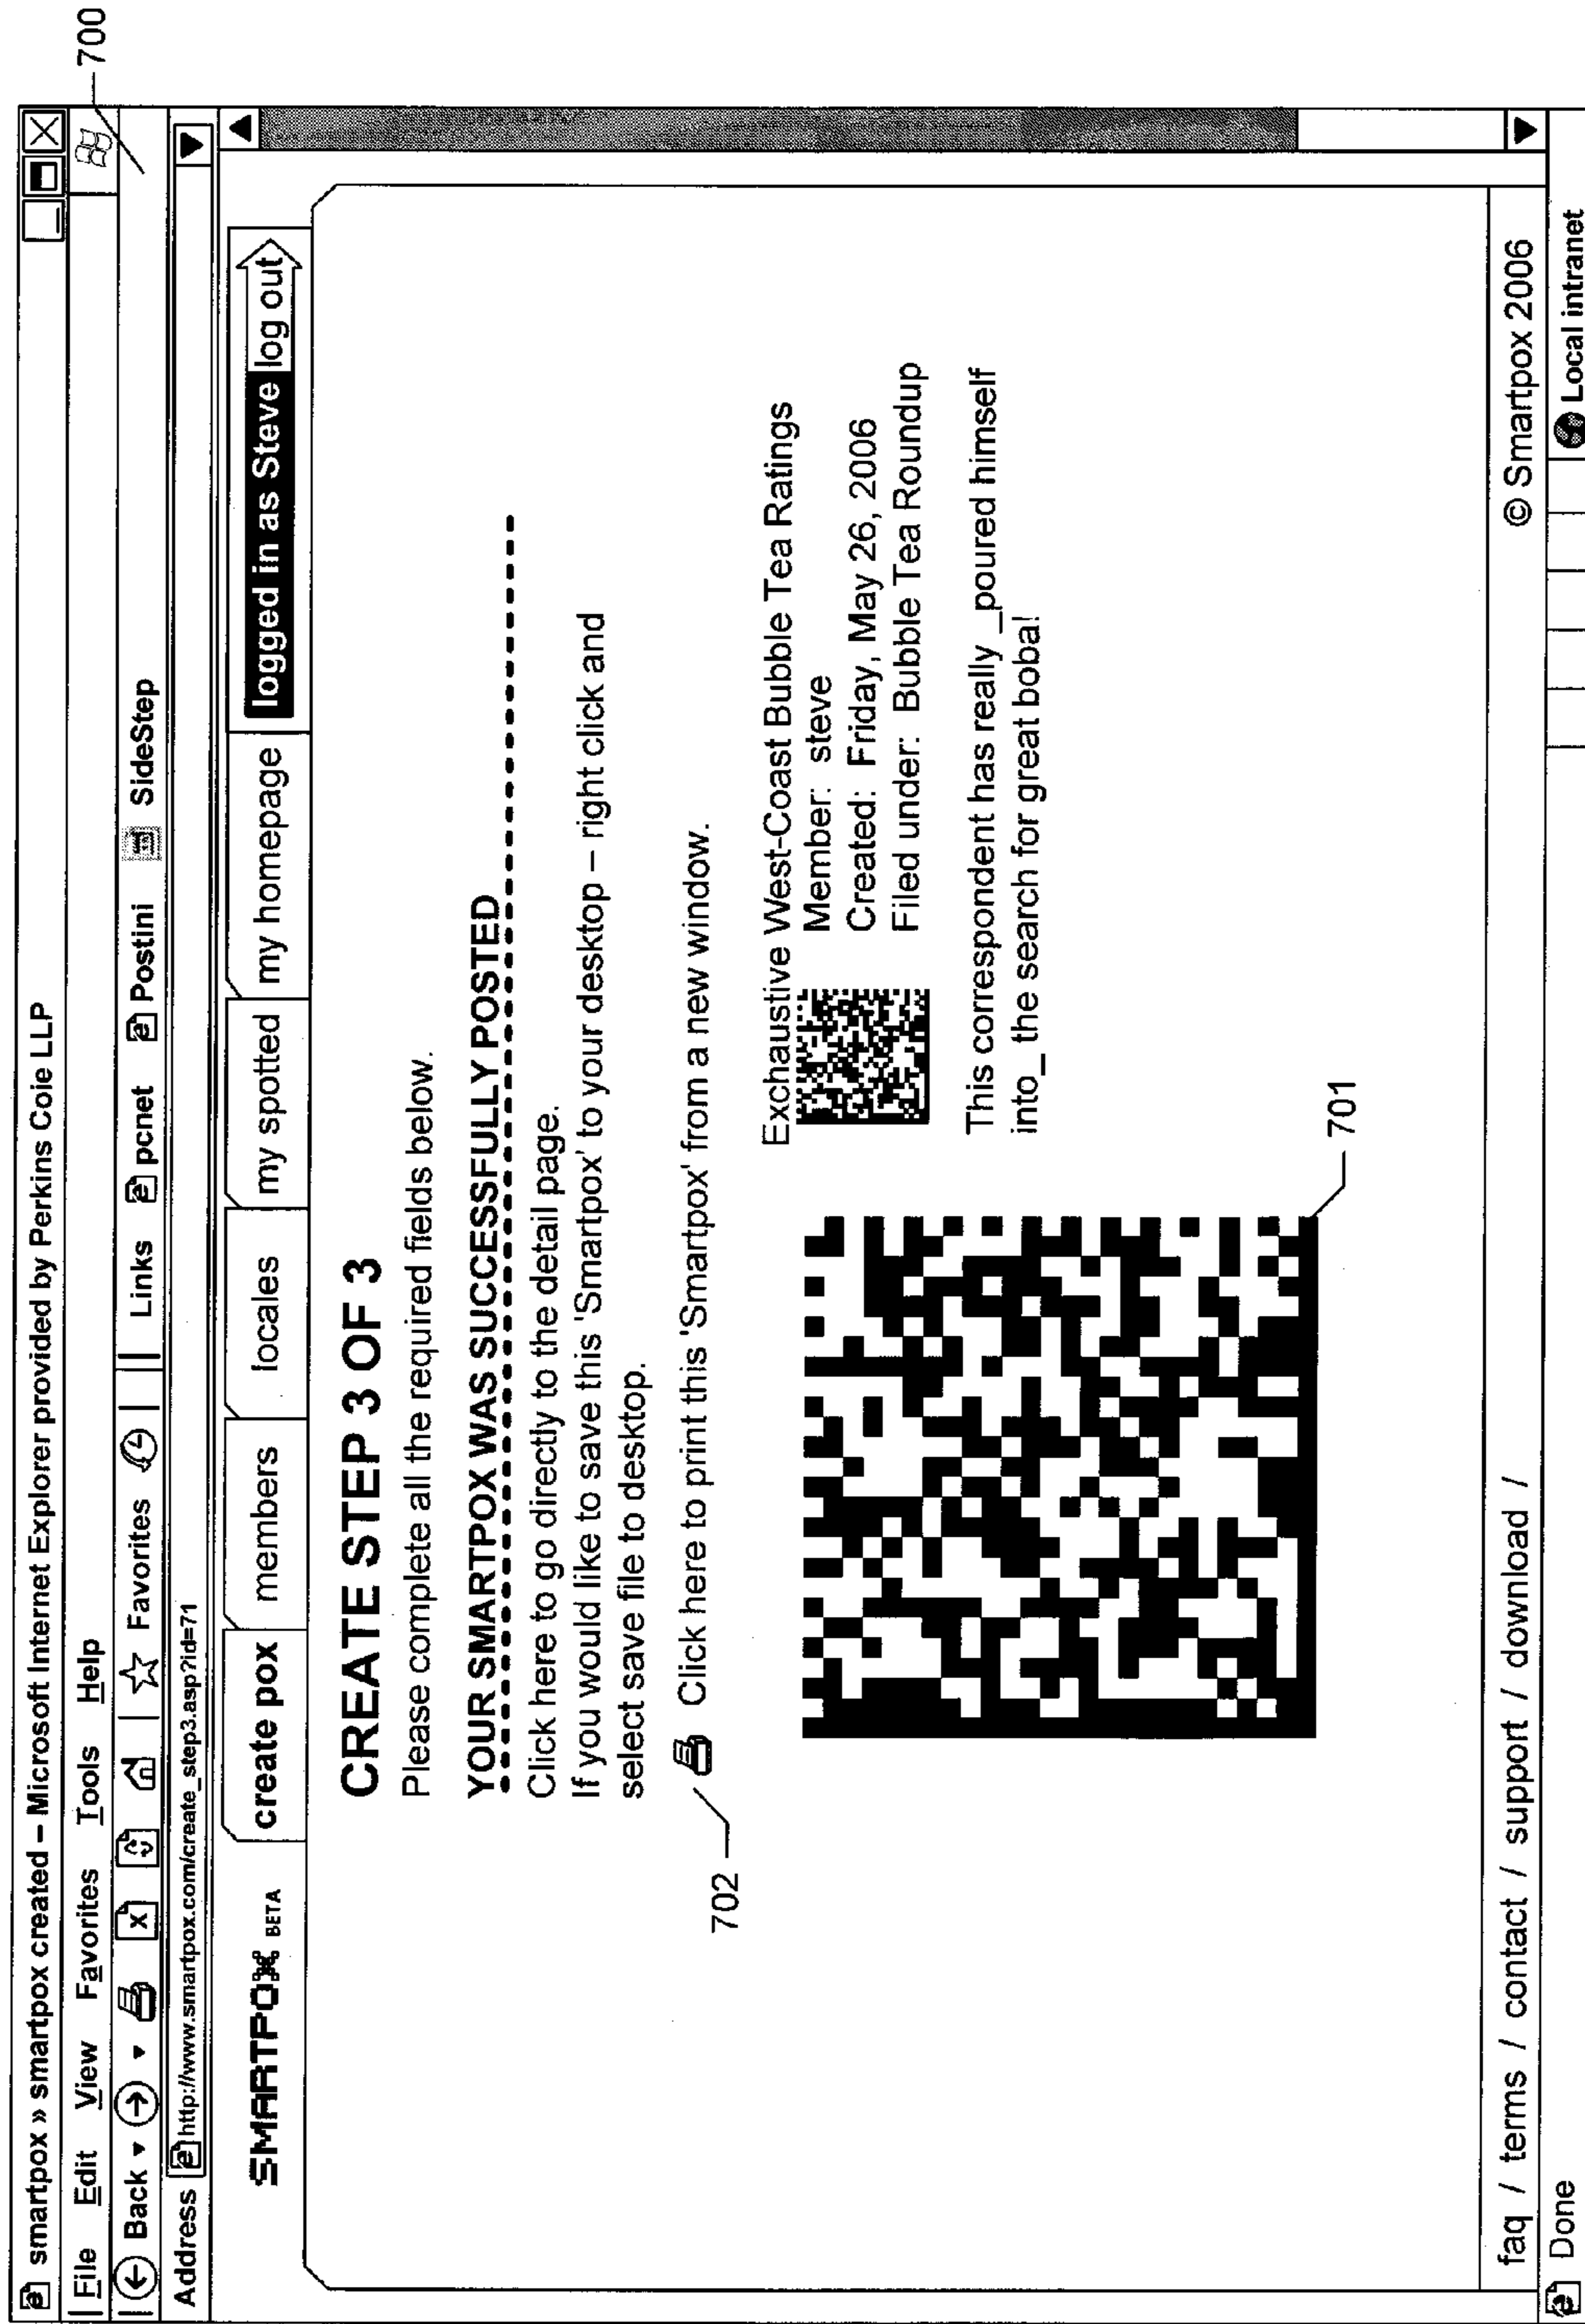 smartpox » smartpox created – Microsoft Internet Explorer provided by Perkins Coie LLP
File Edit View Favorites Tools Help
700
Back Favorites Links pcnet Postini SideStep
Address http://www.smartpox.com/create_step3.asp?id=71
SMARTPOX BETA create pox members locales my spotted my homepage logged in as Steve log out
CREATE STEP 3 OF 3
Please complete all the required fields below.
YOUR SMARTPOX WAS SUCCESSFULLY POSTED
Click here to go directly to the detail page.
If you would like to save this 'Smartpox' to your desktop – right click and
select save file to desktop.
702
Click here to print this 'Smartpox' from a new window.
Exchaustive West-Coast Bubble Tea Ratings
Member: steve
Created: Friday, May 26, 2006
Filed under: Bubble Tea Roundup
This correspondent has really _poured himself
into_ the search for great boba!
701
faq / terms / contact / support / download / © Smartpox 2006
Done Local intranet